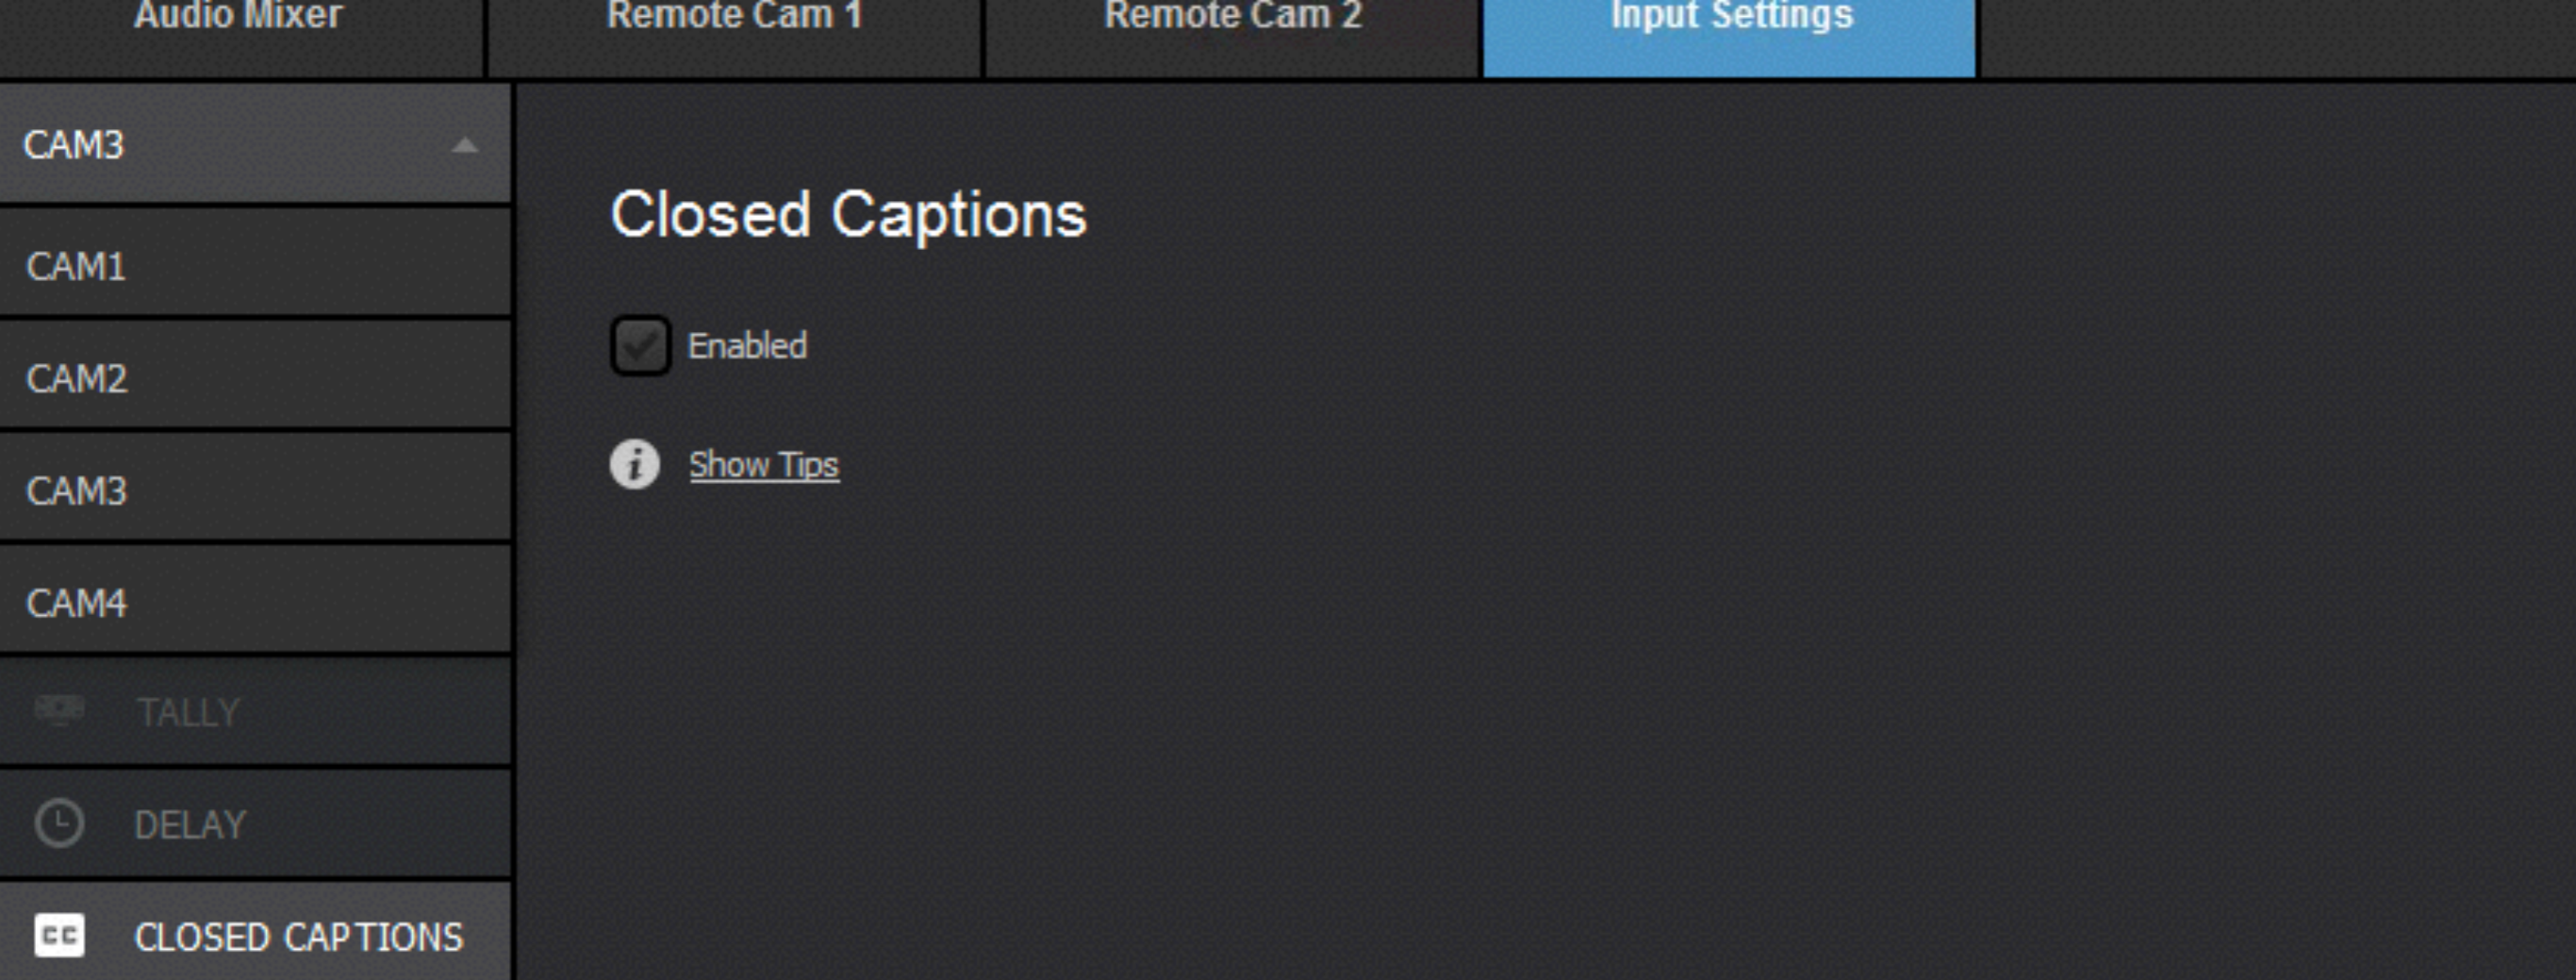 Audio Mixer
Remote Cam 1
Remote Cam 2
Input Settings
CAM3
CAM1
CAM2
CAM3
CAM4
TALLY
DELAY
CC CLOSED CAPTIONS
Closed Captions
Enabled
i Show Tips